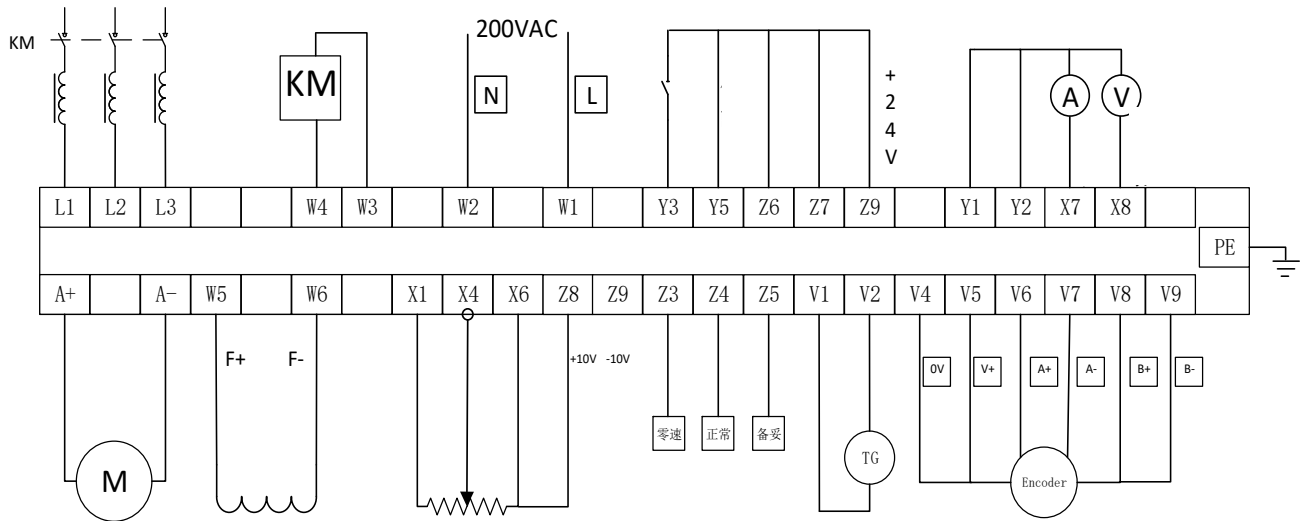 200VAC
KM
KM
N
L
+24V
A
V
L1 L2 L3 W4 W3 W2 W1 Y3 Y5 Z6 Z7 Z9 Y1 Y2 X7 X8
PE
A+ A- W5 W6 X1 X4 X6 Z8 Z9 Z3 Z4 Z5 V1 V2 V4 V5 V6 V7 V8 V9
F+ F- +10V -10V 0V V+ A+ A- B+ B-
零速 正常 备妥
TG
M
Encoder